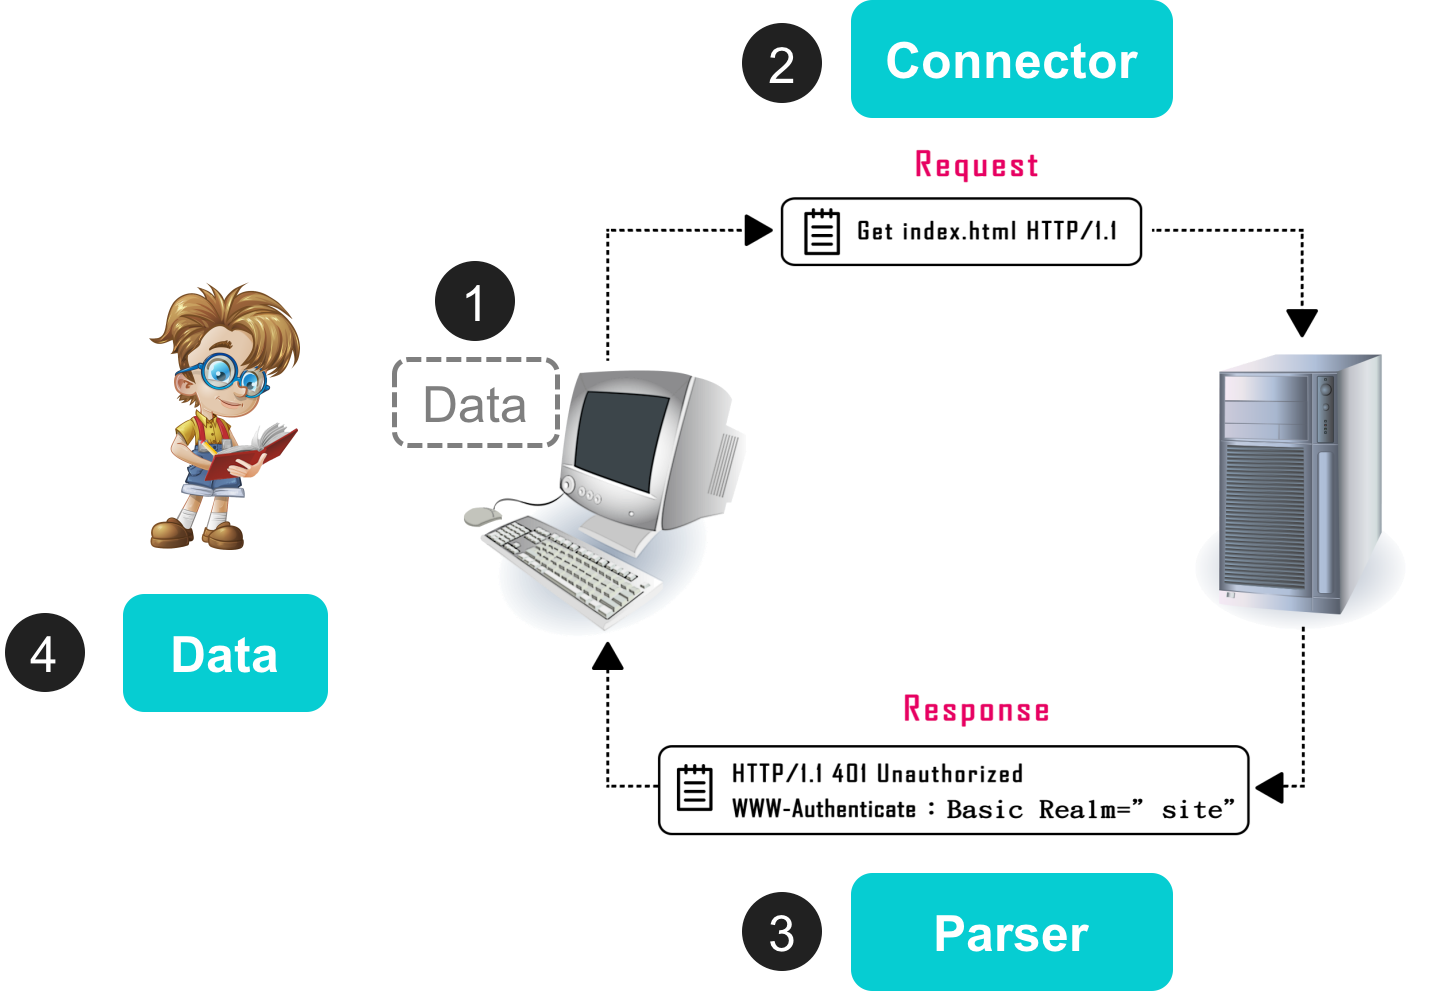 2
Connector
Request
Get index.html HTTP/1.1
1
Data
4
Data
Response
HTTP/1.1 401 Unauthorized
WWW-Authenticate : Basic Realm=” site”
3
Parser